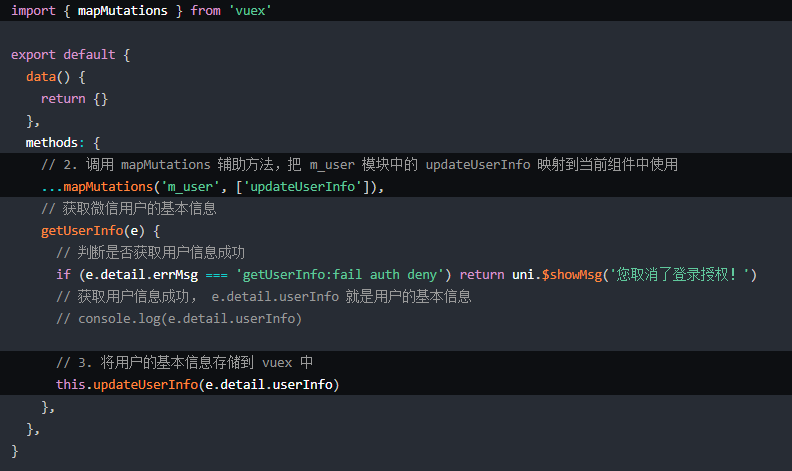 import { mapMutations } from 'vuex'
export default {
data() {
return {}
},
methods: {
// 2. 调用 mapMutations 辅助方法，把 m_user 模块中的 updateUserInfo 映射到当前组件中使用
...mapMutations('m_user', ['updateUserInfo']),
// 获取微信用户的基本信息
getUserInfo(e) {
// 判断是否获取用户信息成功
if (e.detail.errMsg === 'getUserInfo:fail auth deny') return uni.$showMsg('您取消了登录授权！')
// 获取用户信息成功， e.detail.userInfo 就是用户的基本信息
// console.log(e.detail.userInfo)
// 3. 将用户的基本信息存储到 vuex 中
this.updateUserInfo(e.detail.userInfo)
},
},
}